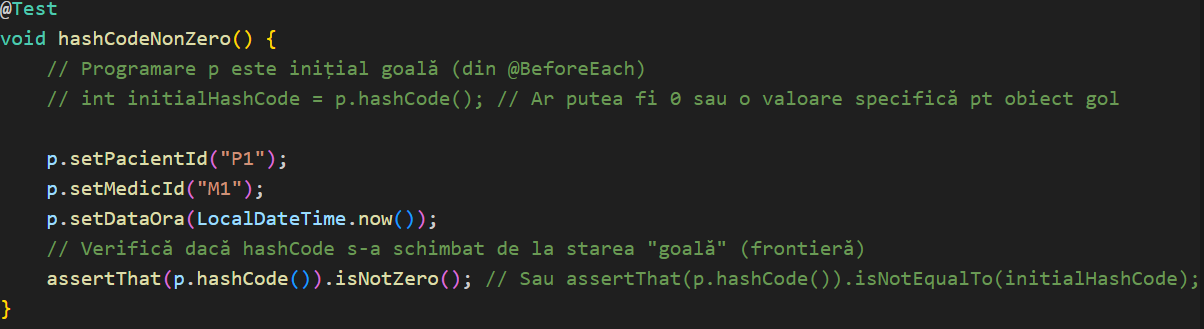 @Test
void hashCodeNonZero() {
    // Programare p este inițial goală (din @BeforeEach)
    // int initialHashCode = p.hashCode(); // Ar putea fi 0 sau o valoare specifică pt obiect gol

    p.setPacientId("P1");
    p.setMedicId("M1");
    p.setDataOra(LocalDateTime.now());
    // Verifică dacă hashCode s-a schimbat de la starea "goală" (frontieră)
    assertThat(p.hashCode()).isNotZero(); // Sau assertThat(p.hashCode()).isNotEqualTo(initialHashCode);
}